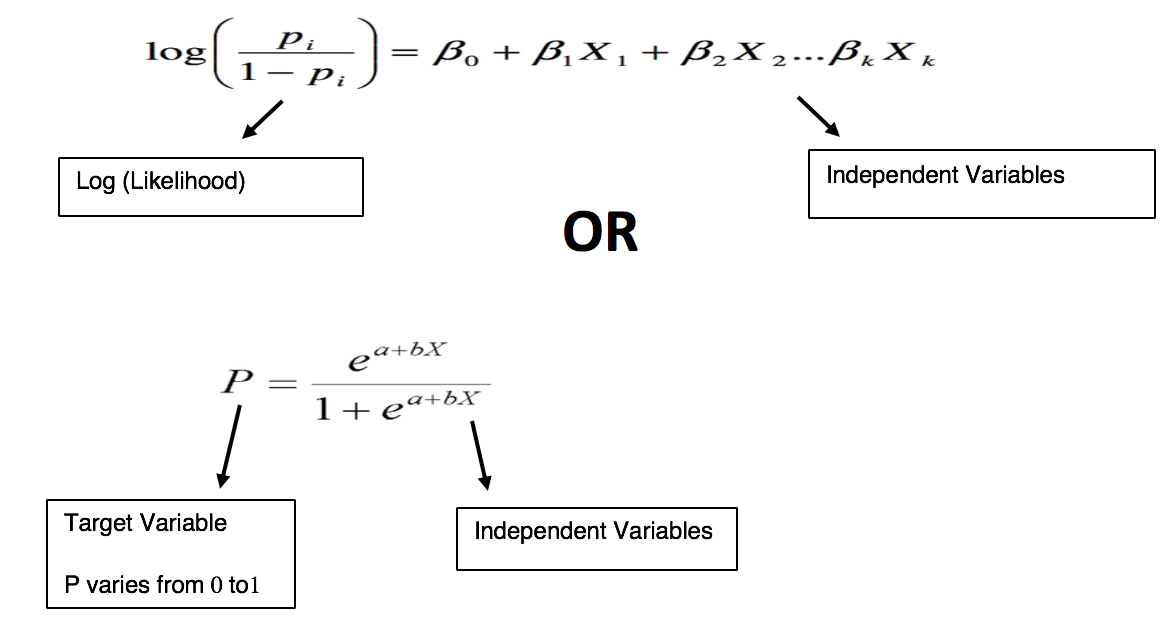 log(pᵢ / 1 − pᵢ) = β₀ + β₁X₁ + β₂X₂...βₖXₖ
Log (Likelihood)
Independent Variables
OR
P = e^(a+bX) / 1 + e^(a+bX)
Target Variable
P varies from 0 to1
Independent Variables